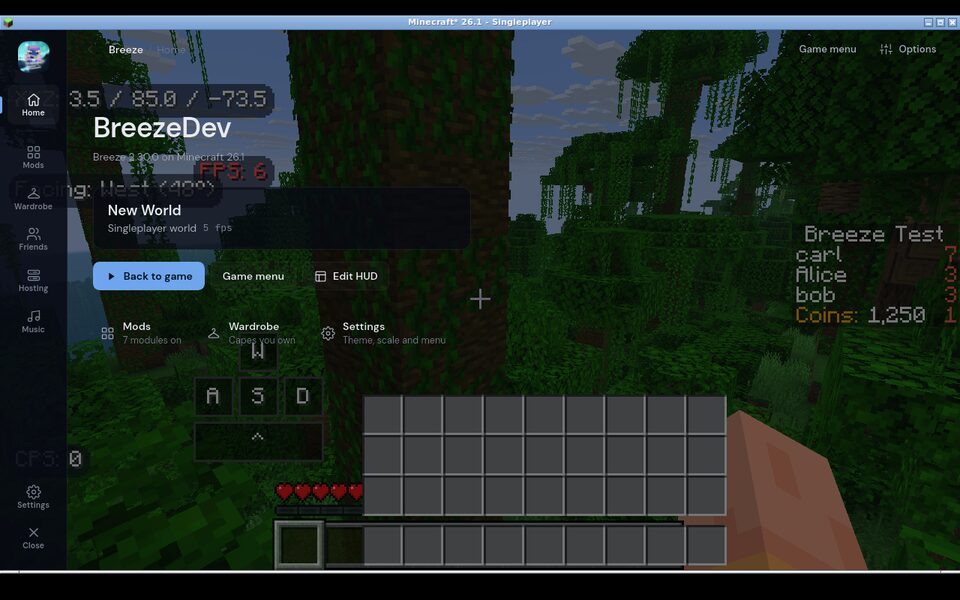 Minecraft* 26.1 - Singleplayer
Breeze / Home
Game menu
Options
3.5 / 85.0 / -73.5
Home
BreezeDev
Breeze 2.30.0 on Minecraft 26.1
FPS: 6
Mods
Facing: West (48°)
Wardrobe
New World
Singleplayer world 5 fps
Friends
Breeze Test
carl 7
Alice 3
bob 3
Coins: 1,250 1
Hosting
Back to game
Game menu
Edit HUD
Music
Mods
7 modules on
Wardrobe
Capes you own
Settings
Theme, scale and menu
W
A S D
^
CPS: 0
Settings
Close